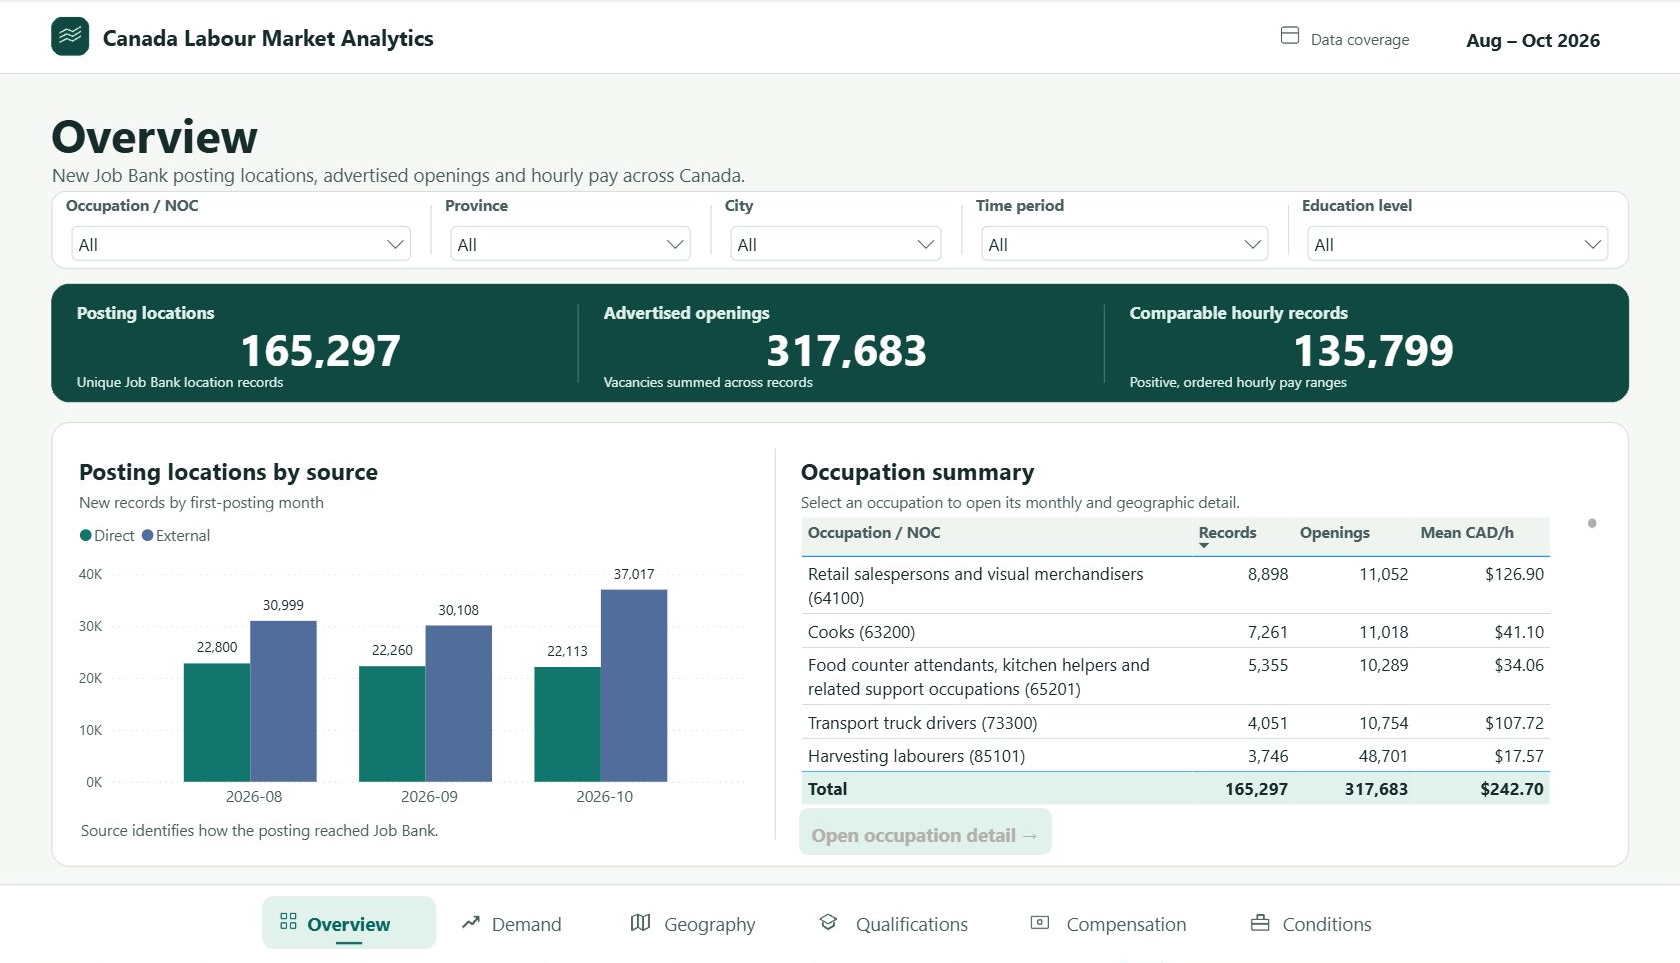 Canada Labour Market Analytics
Data coverage
Aug – Oct 2026
Overview
New Job Bank posting locations, advertised openings and hourly pay across Canada.
Occupation / NOC
Province
City
Time period
Education level
All
All
All
All
All
Posting locations
165,297
Unique Job Bank location records
Advertised openings
317,683
Vacancies summed across records
Comparable hourly records
135,799
Positive, ordered hourly pay ranges
Posting locations by source
New records by first-posting month
Direct
External
40K
30K
20K
10K
0K
22,800
30,999
22,260
30,108
22,113
37,017
2026-08
2026-09
2026-10
Source identifies how the posting reached Job Bank.
Occupation summary
Select an occupation to open its monthly and geographic detail.
Occupation / NOC Records Openings Mean CAD/h
Retail salespersons and visual merchandisers 8,898 11,052 $126.90
(64100)
Cooks (63200) 7,261 11,018 $41.10
Food counter attendants, kitchen helpers and 5,355 10,289 $34.06
related support occupations (65201)
Transport truck drivers (73300) 4,051 10,754 $107.72
Harvesting labourers (85101) 3,746 48,701 $17.57
Total 165,297 317,683 $242.70
Open occupation detail →
Overview
Demand
Geography
Qualifications
Compensation
Conditions